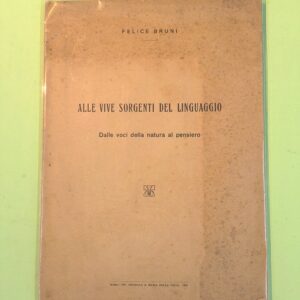 FELICE BRUNI
ALLE VIVE SORGENTI DEL LINGUAGGIO
Dalle voci della natura al pensiero